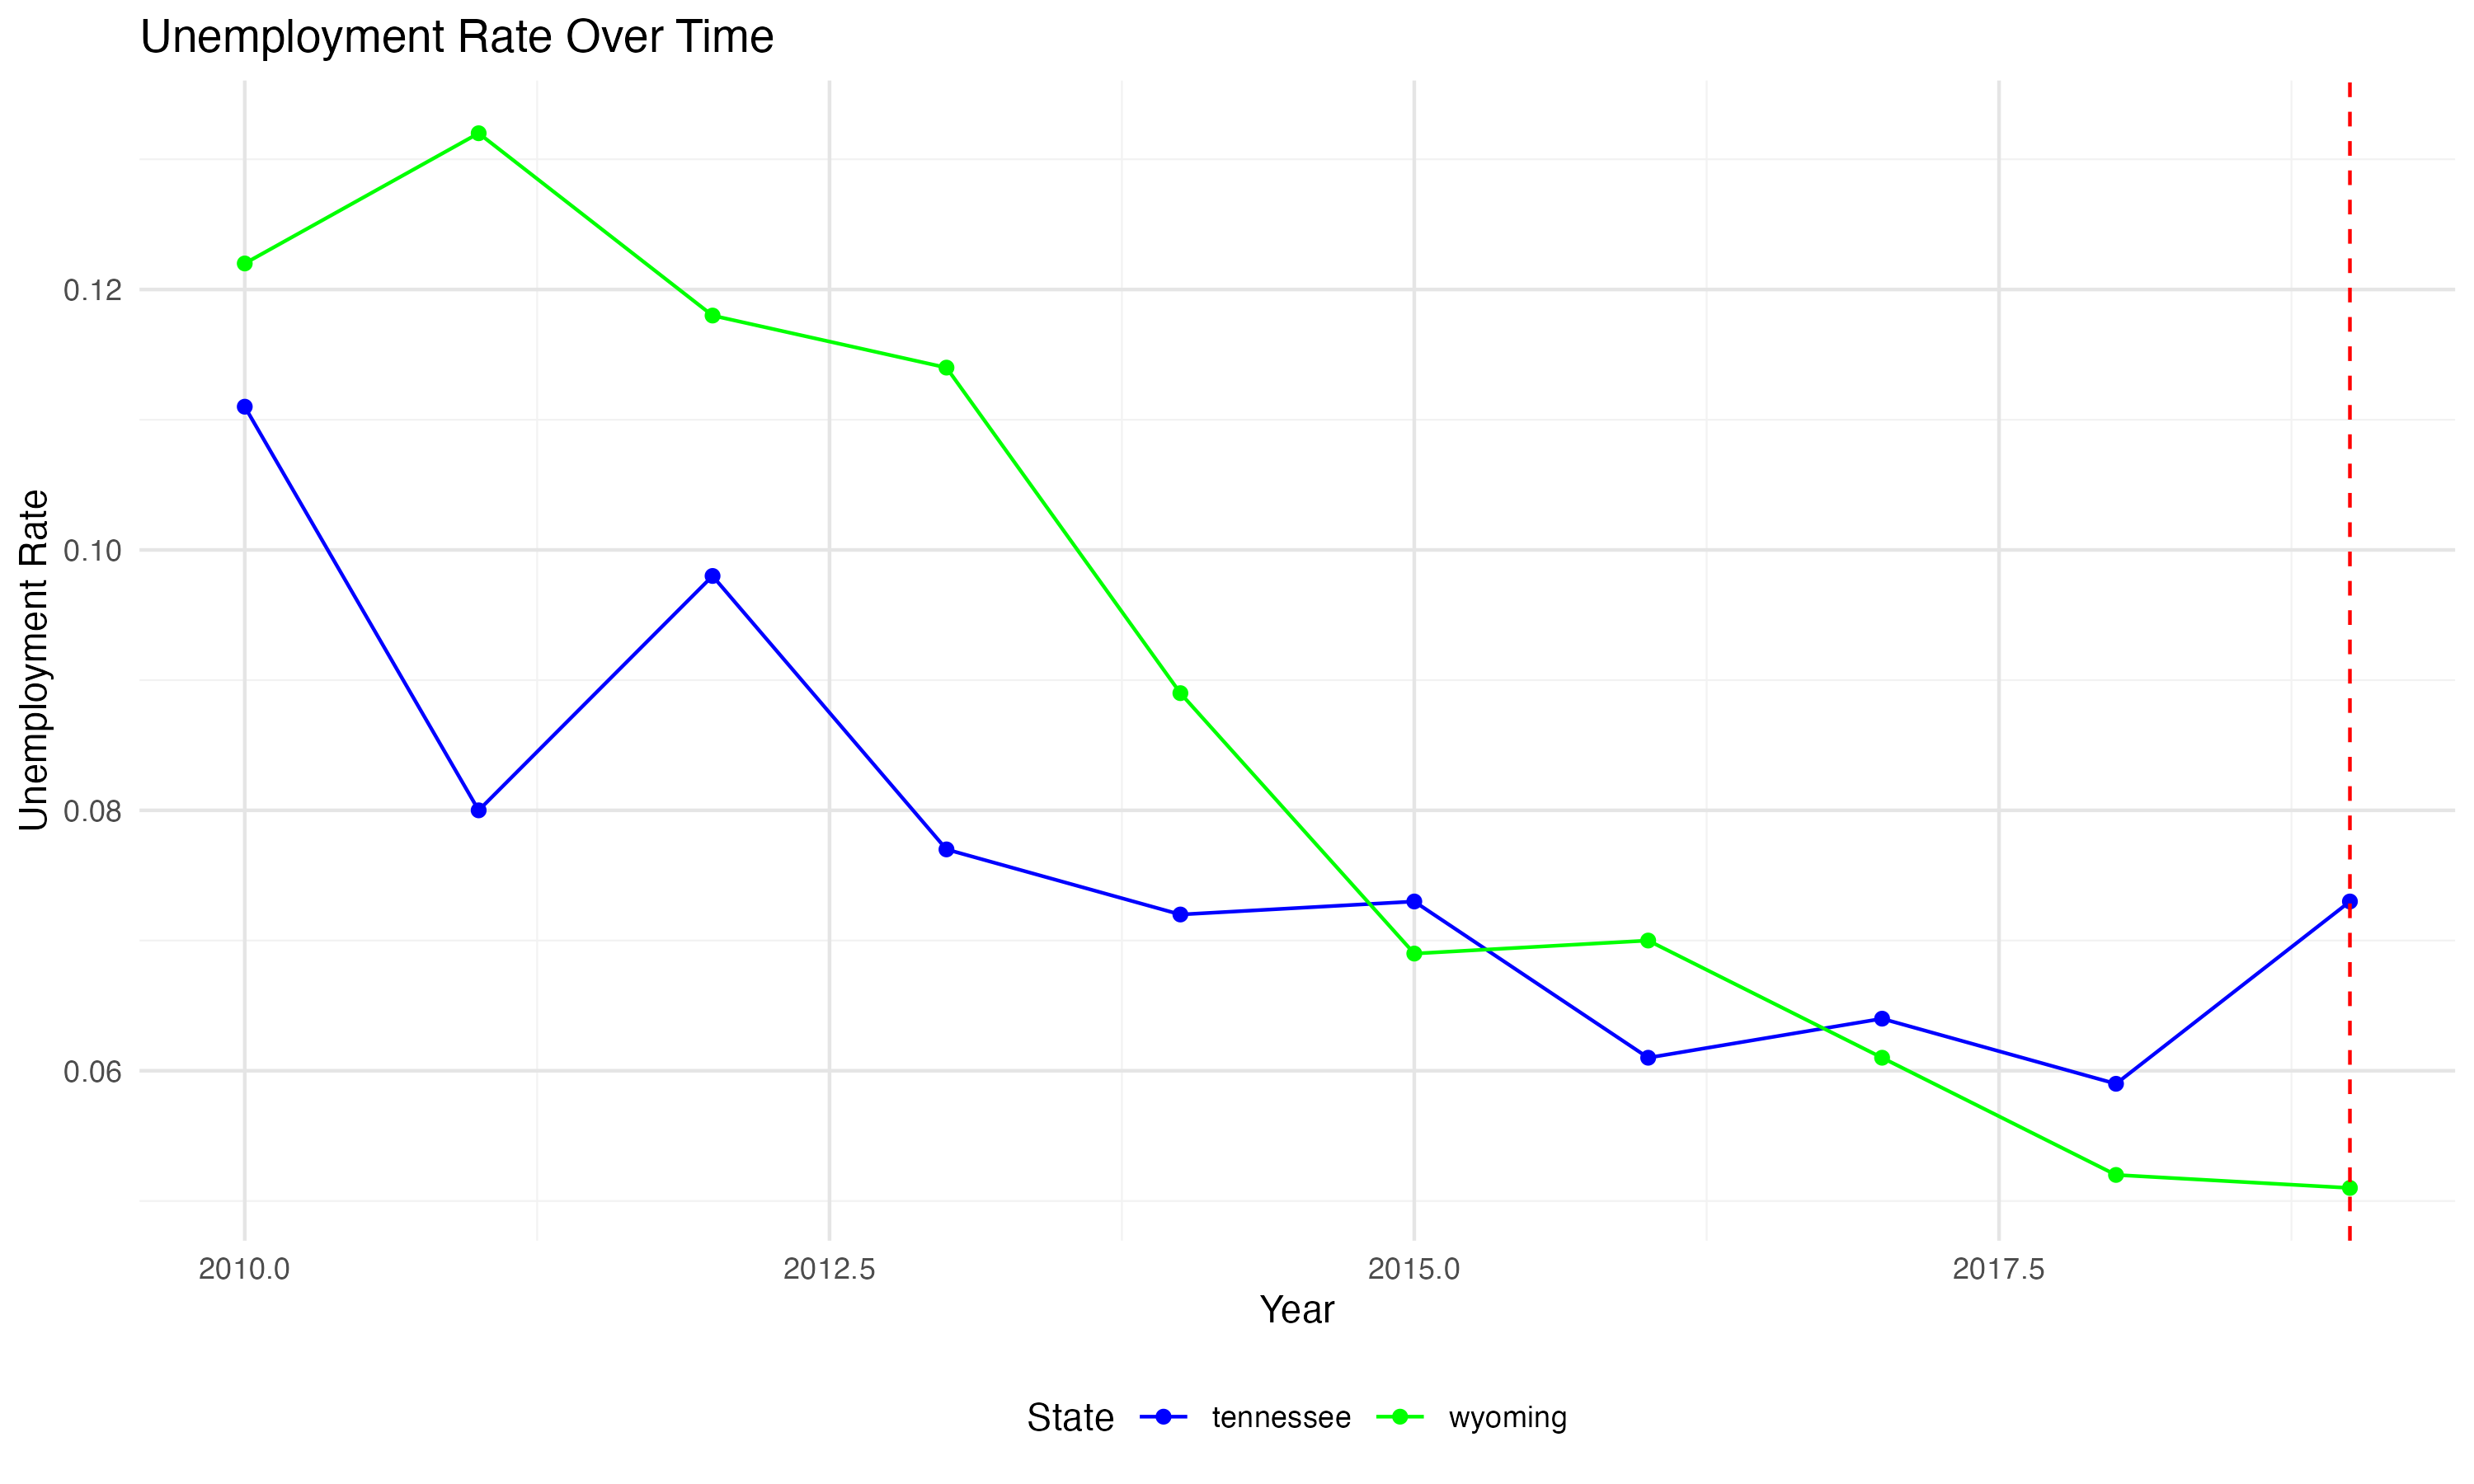 Unemployment Rate Over Time
Unemployment Rate
0.12
0.10
0.08
0.06
2010.0
2012.5
2015.0
2017.5
Year
State
tennessee
wyoming